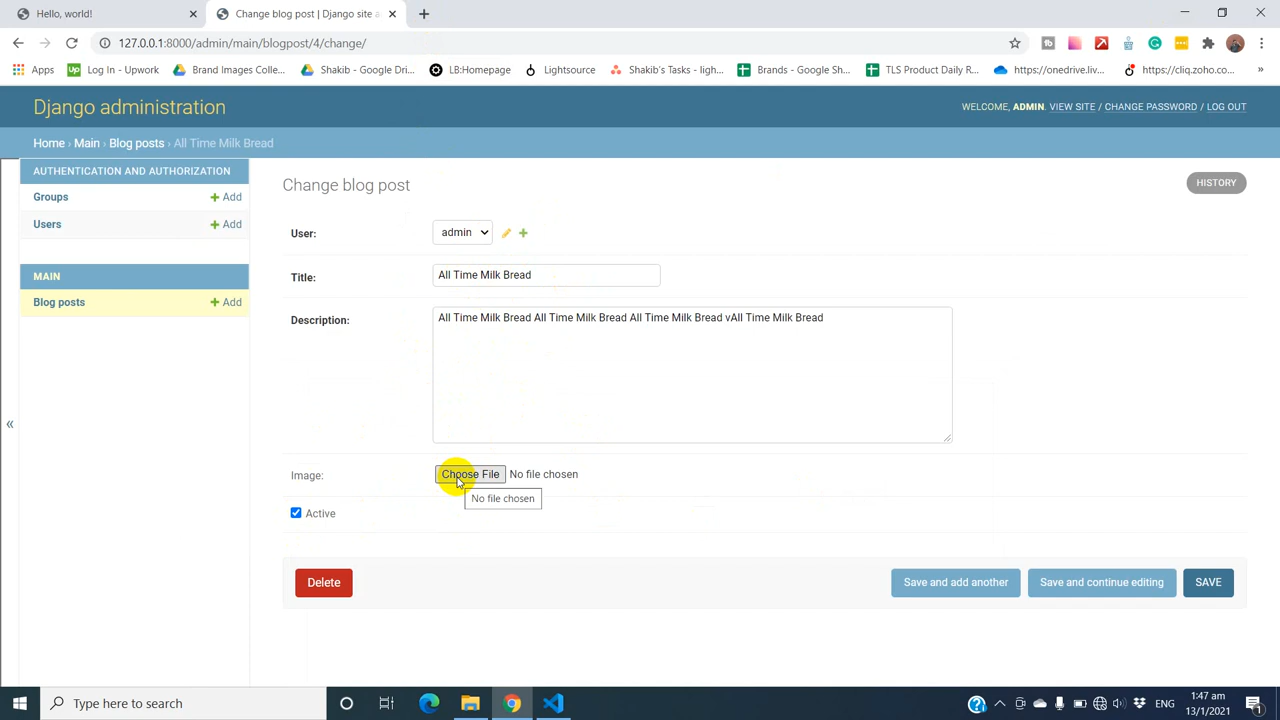 Hello, world!
Change blog post | Django site a
127.0.0.1:8000/admin/main/blogpost/4/change/
Apps
Up Log In - Upwork
Brand Images Colle...
Shakib - Google Dri...
LB:Homepage
Lightsource
Shakib's Tasks - ligh...
Brands - Google Sh...
TLS Product Daily R...
https://onedrive.liv...
https://cliq.zoho.co...
»
Django administration
WELCOME, ADMIN. VIEW SITE / CHANGE PASSWORD / LOG OUT
Home › Main › Blog posts › All Time Milk Bread
AUTHENTICATION AND AUTHORIZATION
Groups + Add
Users + Add
MAIN
Blog posts + Add
«
Change blog post
HISTORY
User: admin
Title: All Time Milk Bread
Description: All Time Milk Bread All Time Milk Bread All Time Milk Bread vAll Time Milk Bread
Image: Choose File No file chosen
No file chosen
Active
Delete
Save and add another
Save and continue editing
SAVE
Type here to search
ENG
1:47 am
13/1/2021